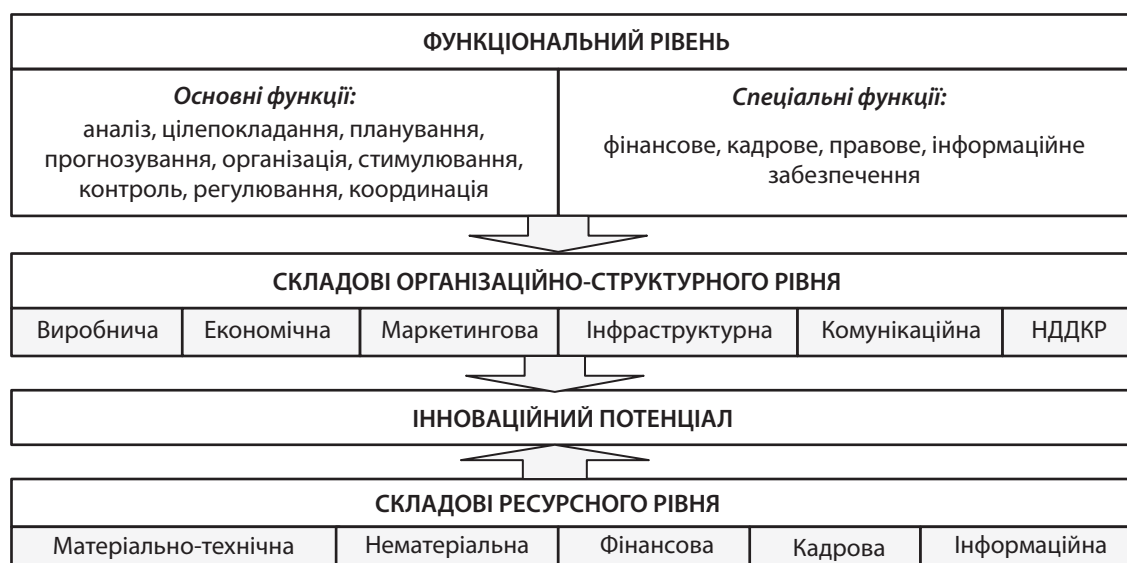 ФУНКЦІОНАЛЬНИЙ РІВЕНЬ
Основні функції:
аналіз, цілепокладання, планування,
прогнозування, організація, стимулювання,
контроль, регулювання, координація
Спеціальні функції:
фінансове, кадрове, правове, інформаційне
забезпечення
СКЛАДОВІ ОРГАНІЗАЦІЙНО-СТРУКТУРНОГО РІВНЯ
Виробнича Економічна Маркетингова Інфраструктурна Комунікаційна НДДКР
ІННОВАЦІЙНИЙ ПОТЕНЦІАЛ
СКЛАДОВІ РЕСУРСНОГО РІВНЯ
Матеріально-технічна Нематеріальна Фінансова Кадрова Інформаційна